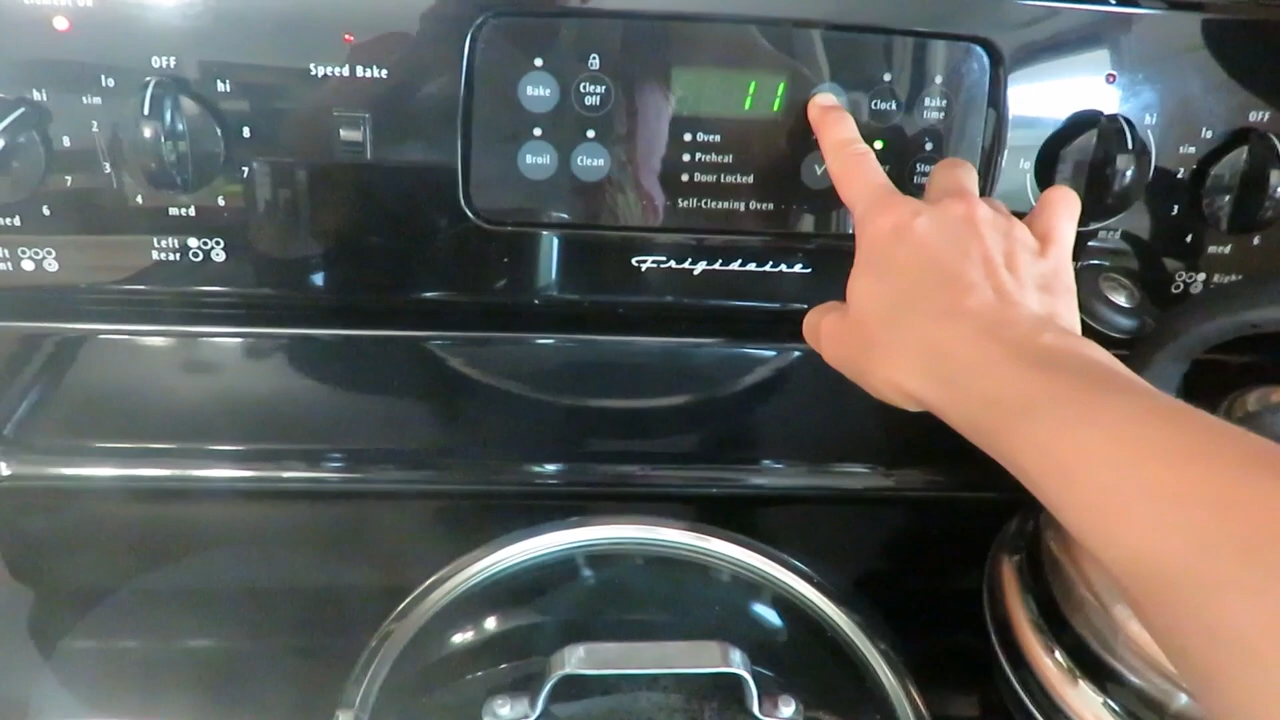 OFF
lo
hi
sim
2
3
4
med
6
7
8
hi
8
7
6
Left
Rear
Speed Bake
Bake
Clear
Off
Broil
Clean
11
Oven
Preheat
Door Locked
Self-Cleaning Oven
Clock
Bake
time
Frigidaire
hi
lo
med
OFF
lo
sim
2
3
4
med
6
Right